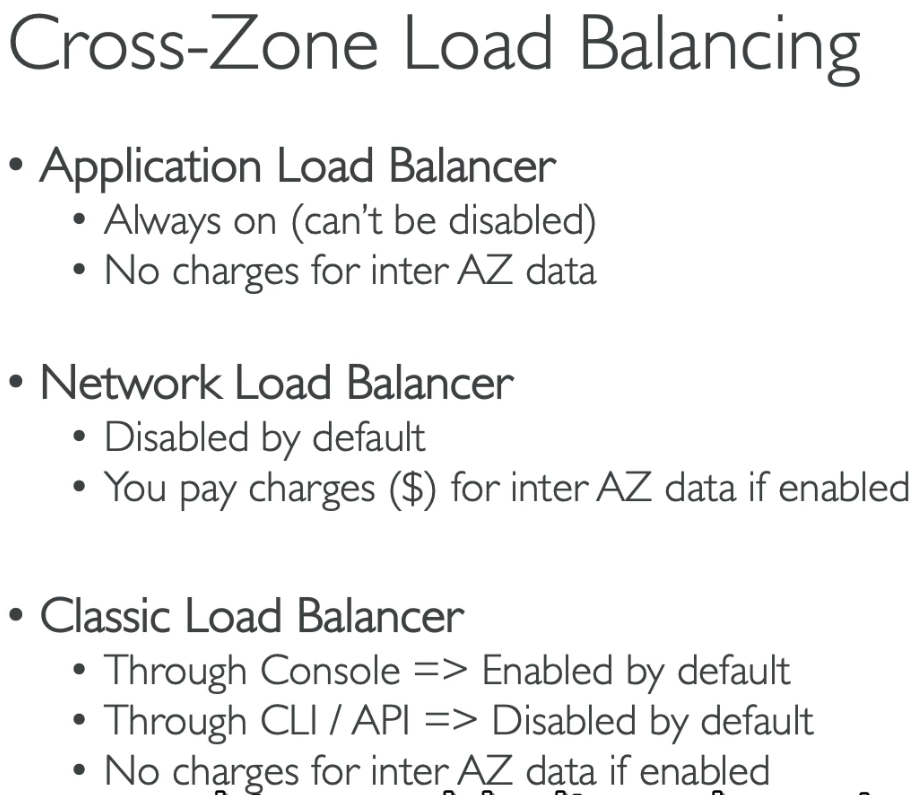 Cross-Zone Load Balancing
• Application Load Balancer
• Always on (can't be disabled)
• No charges for inter AZ data
• Network Load Balancer
• Disabled by default
• You pay charges ($) for inter AZ data if enabled
• Classic Load Balancer
• Through Console => Enabled by default
• Through CLI / API => Disabled by default
• No charges for inter AZ data if enabled